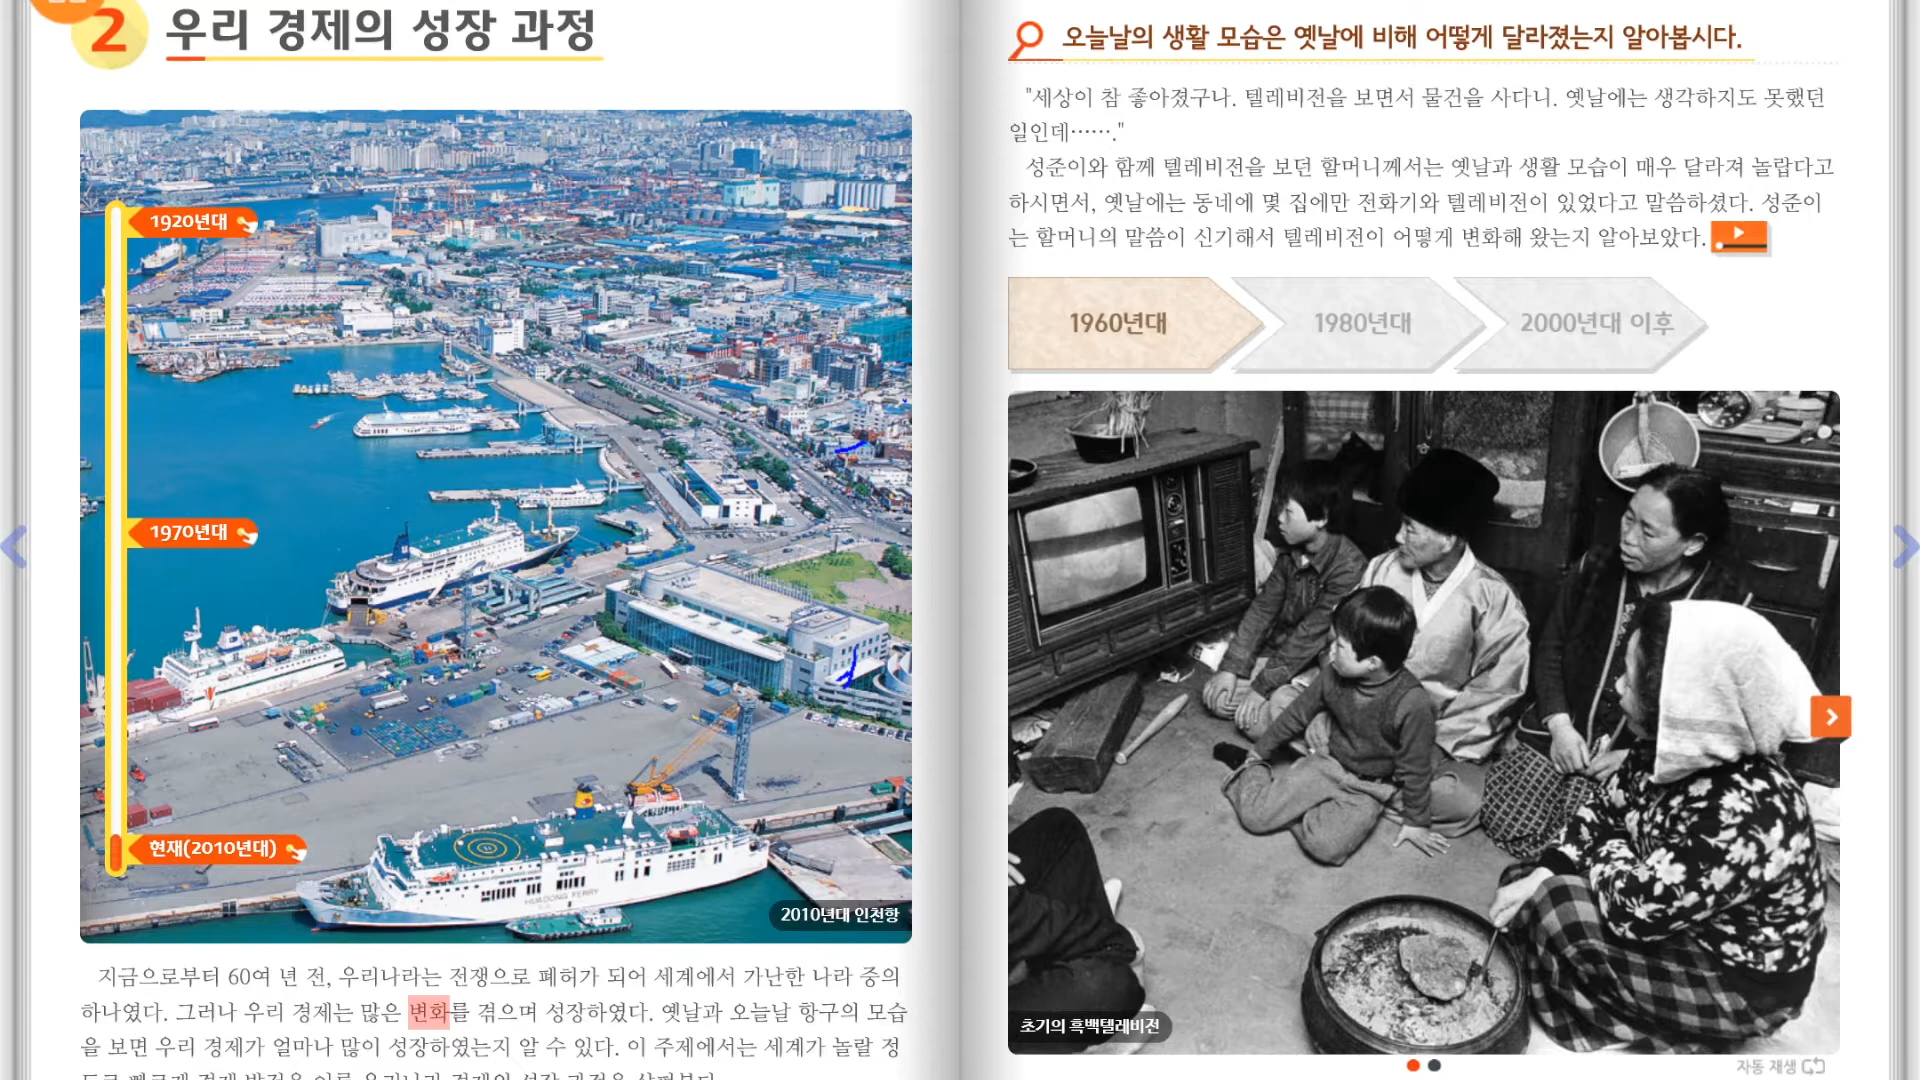 2 우리 경제의 성장 과정
1920년대
1970년대
현재(2010년대)
HUADONG FERRY
2010년대 인천항
지금으로부터 60여 년 전, 우리나라는 전쟁으로 폐허가 되어 세계에서 가난한 나라 중의
하나였다. 그러나 우리 경제는 많은 변화를 겪으며 성장하였다. 옛날과 오늘날 항구의 모습
을 보면 우리 경제가 얼마나 많이 성장하였는지 알 수 있다. 이 주제에서는 세계가 놀랄 정
오늘날의 생활 모습은 옛날에 비해 어떻게 달라졌는지 알아봅시다.
"세상이 참 좋아졌구나. 텔레비전을 보면서 물건을 사다니. 옛날에는 생각하지도 못했던
일인데……."
성준이와 함께 텔레비전을 보던 할머니께서는 옛날과 생활 모습이 매우 달라져 놀랍다고
하시면서, 옛날에는 동네에 몇 집에만 전화기와 텔레비전이 있었다고 말씀하셨다. 성준이
는 할머니의 말씀이 신기해서 텔레비전이 어떻게 변화해 왔는지 알아보았다.
1960년대
1980년대
2000년대 이후
초기의 흑백텔레비전
자동 재생